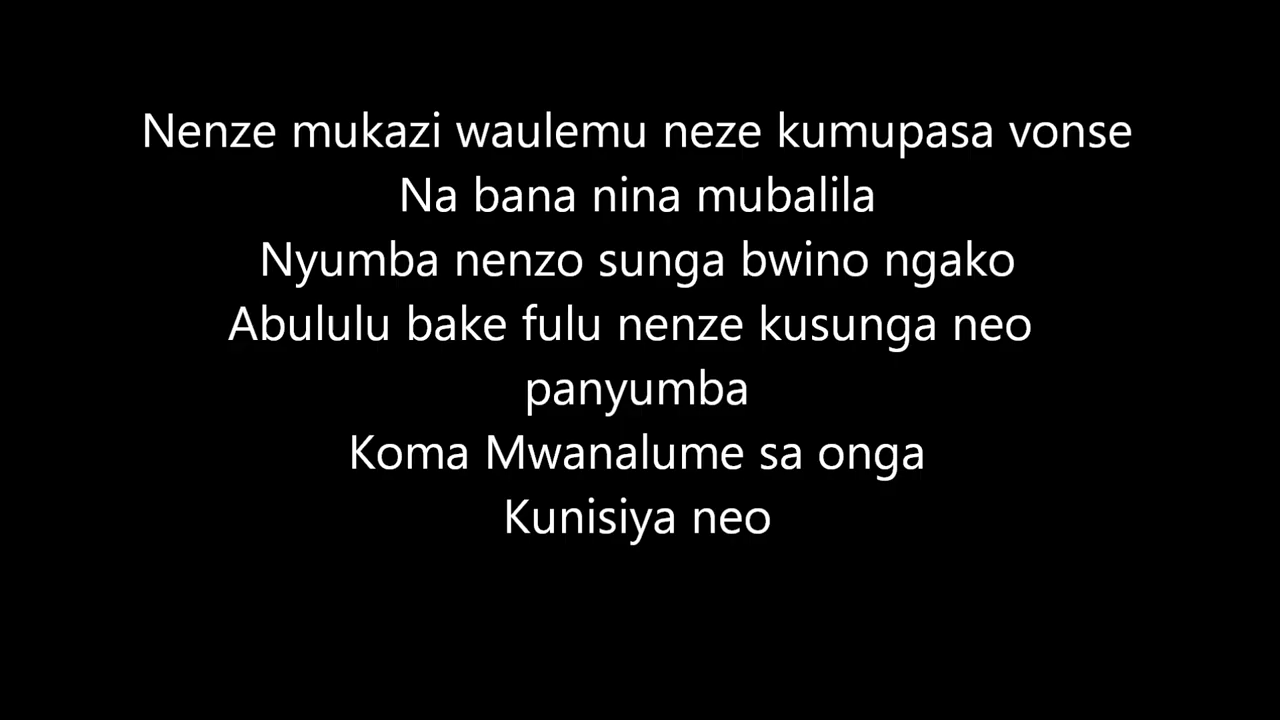 Nenze mukazi waulemu neze kumupasa vonse
Na bana nina mubalila
Nyumba nenzo sunga bwino ngako
Abululu bake fulu nenze kusunga neo
panyumba
Koma Mwanalume sa onga
Kunisiya neo